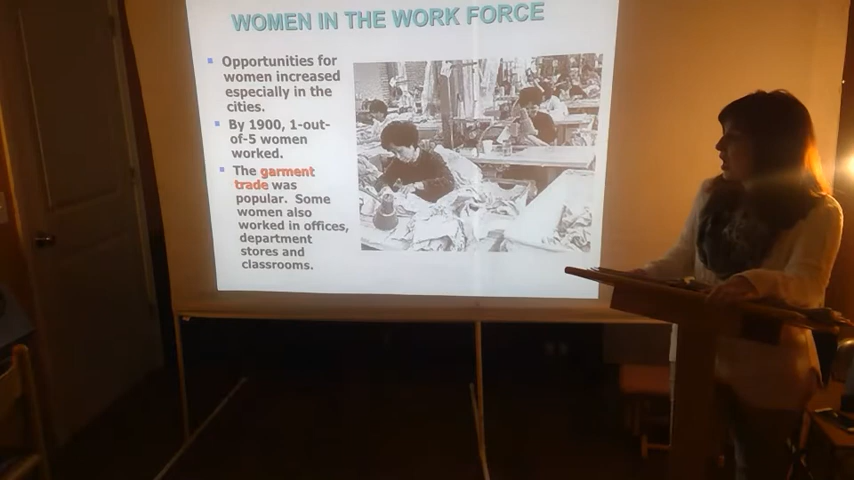 WOMEN IN THE WORK FORCE
Opportunities for
women increased
especially in the
cities.
By 1900, 1-out-
of-5 women
worked.
The garment
trade was
popular. Some
women also
worked in offices,
department
stores and
classrooms.